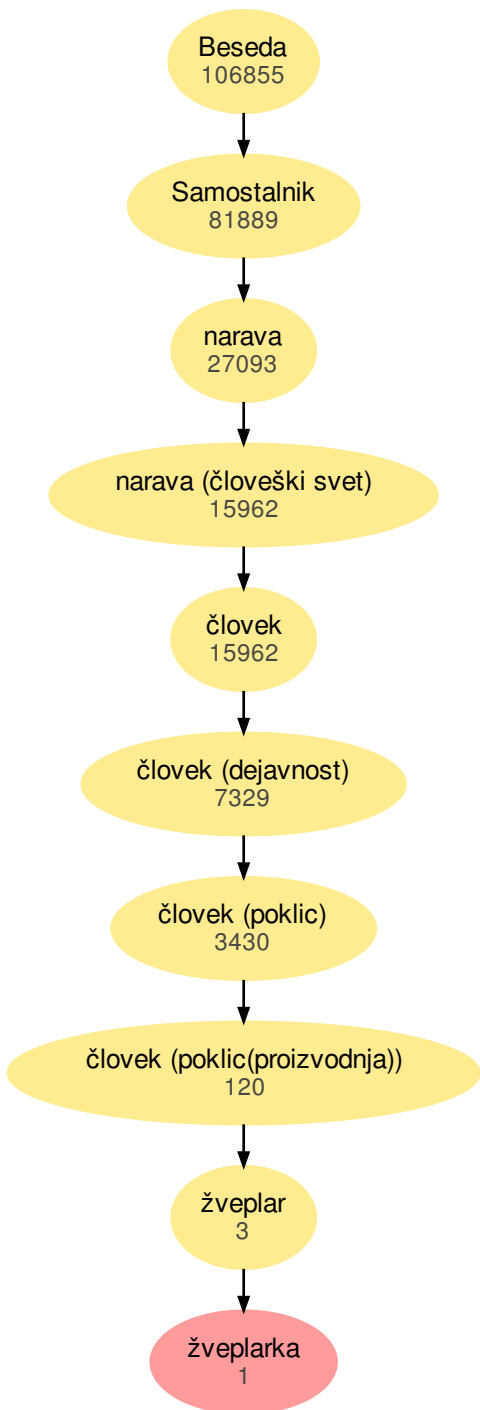 Beseda
106855
Samostalnik
81889
narava
27093
narava (človeški svet)
15962
človek
15962
človek (dejavnost)
7329
človek (poklic)
3430
človek (poklic(proizvodnja))
120
žveplar
3
žveplarka
1